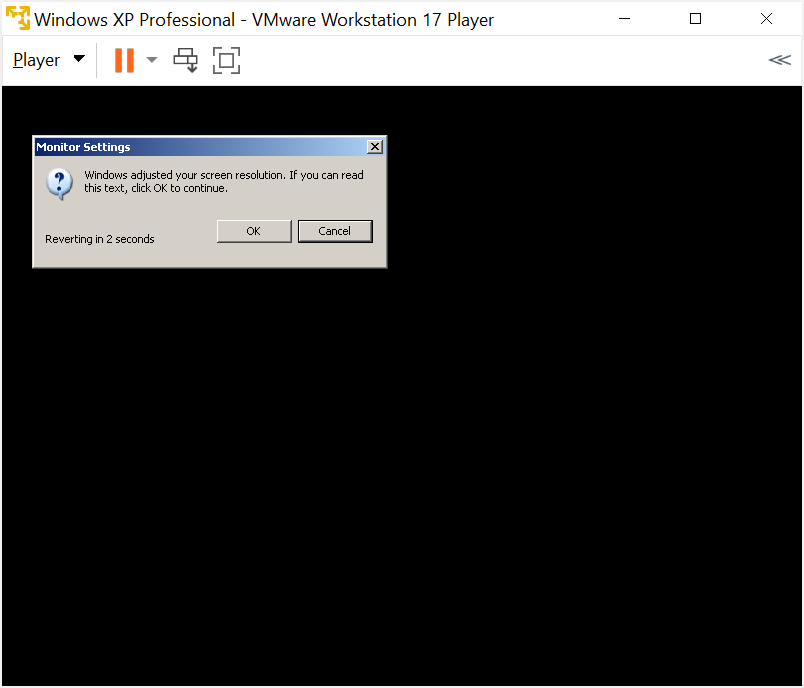 Windows XP Professional - VMware Workstation 17 Player
Player
Monitor Settings
Windows adjusted your screen resolution. If you can read
this text, click OK to continue.
Reverting in 2 seconds
OK
Cancel